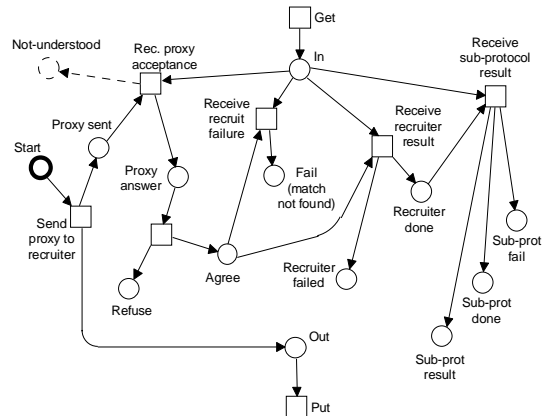 Get
Not-understood
Rec. proxy
acceptance
In
Receive
sub-protocol
result
Receive
recruit
failure
Receive
recruiter
result
Proxy sent
Start
Proxy
answer
Fail
(match
not found)
Send
proxy to
recruiter
Recruiter
done
Agree
Recruiter
failed
Sub-prot
fail
Refuse
Sub-prot
done
Out
Sub-prot
result
Put